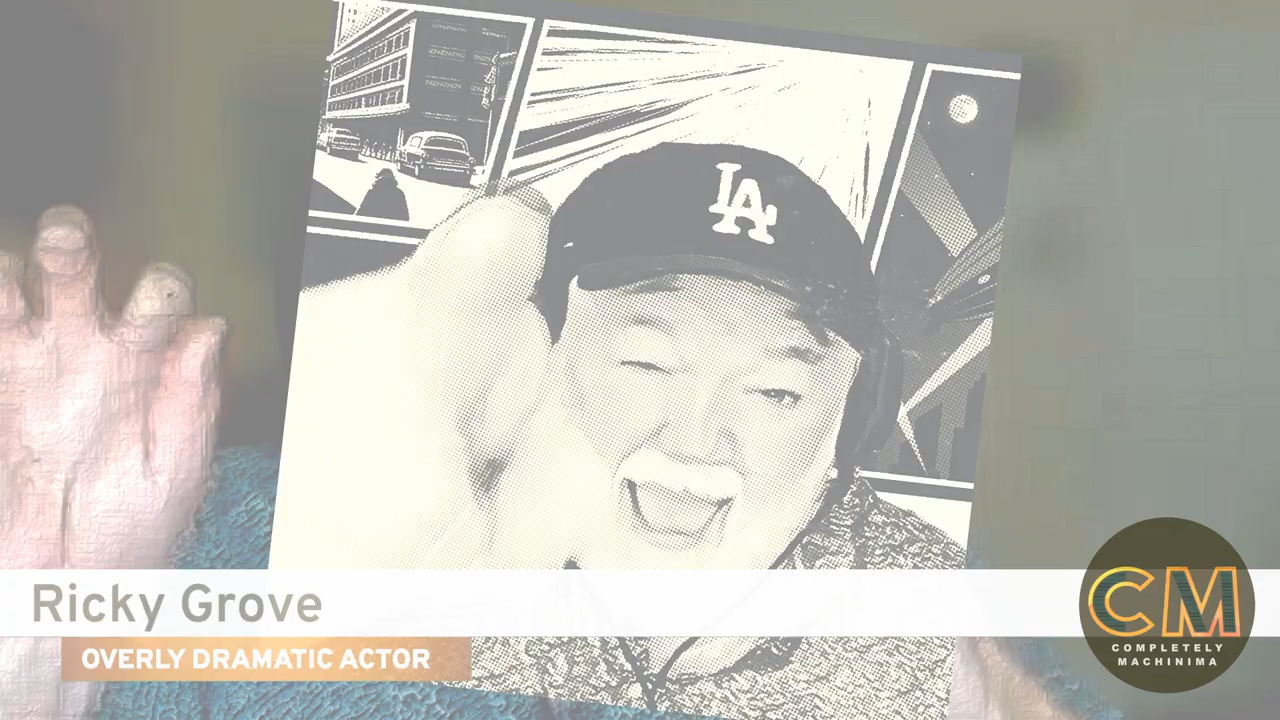 LA
Ricky Grove
OVERLY DRAMATIC ACTOR
CM
COMPLETELY
MACHINIMA